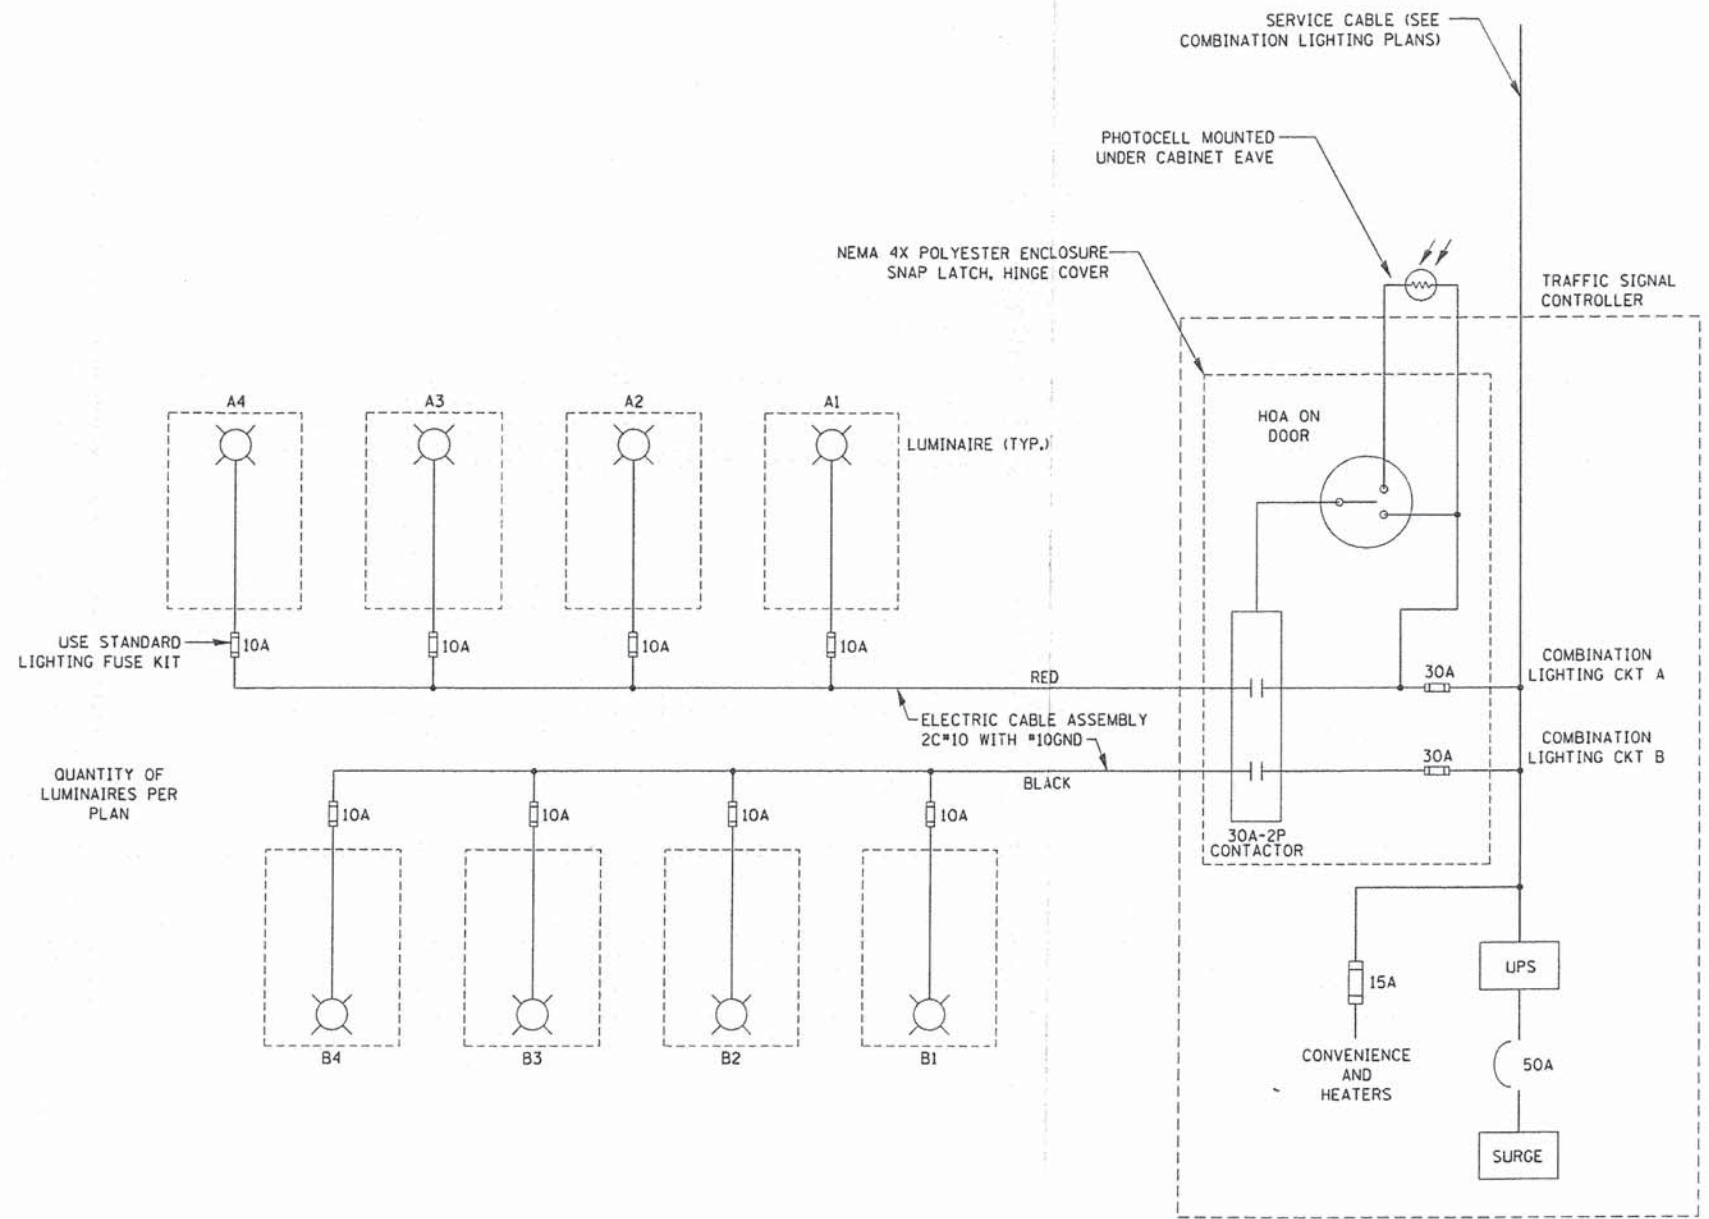 SERVICE CABLE (SEE
COMBINATION LIGHTING PLANS)
PHOTOCELL MOUNTED
UNDER CABINET EAVE
NEMA 4X POLYESTER ENCLOSURE
SNAP LATCH, HINGE COVER
TRAFFIC SIGNAL
CONTROLLER
A4
A3
A2
A1
HOA ON
DOOR
LUMINAIRE (TYP.)
USE STANDARD
LIGHTING FUSE KIT
10A
10A
10A
10A
RED
30A
COMBINATION
LIGHTING CKT A
ELECTRIC CABLE ASSEMBLY
2C#10 WITH #10GND
BLACK
30A
COMBINATION
LIGHTING CKT B
QUANTITY OF
LUMINAIRES PER
PLAN
10A
10A
10A
10A
30A-2P
CONTACTOR
B4
B3
B2
B1
15A
UPS
CONVENIENCE
AND
HEATERS
50A
SURGE